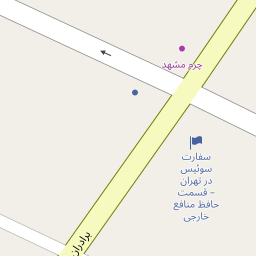 چرم مشهد
سفارت
سوئیس
در تهران
– قسمت
حافظ منافع
خارجی
برادران